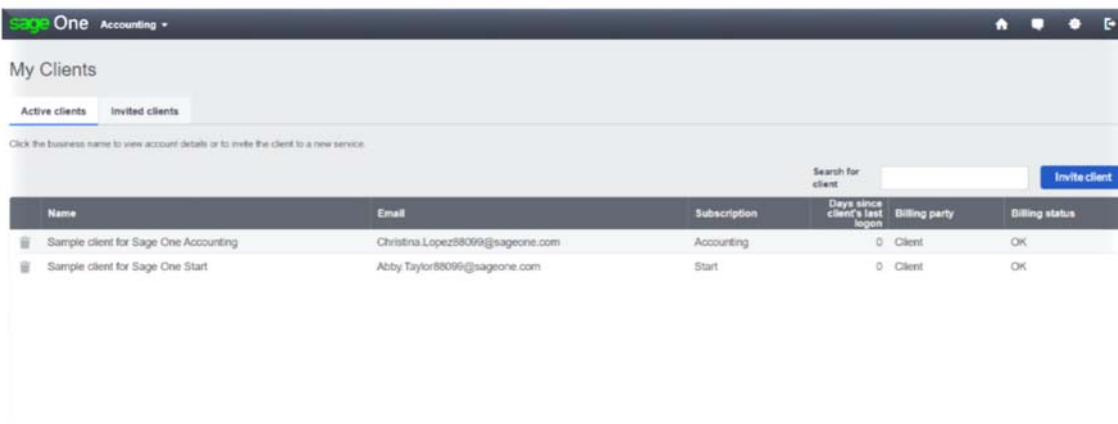 sage One Accounting
My Clients
Active clients Invited clients
Click the business name to view account details or to invite the client to a new service.
Search for
client
Invite client
Name Email Subscription Days since client's last logon Billing party Billing status
Sample client for Sage One Accounting Christina.Lopez88099@sageone.com Accounting 0 Client OK
Sample client for Sage One Start Abby.Taylor88099@sageone.com Start 0 Client OK